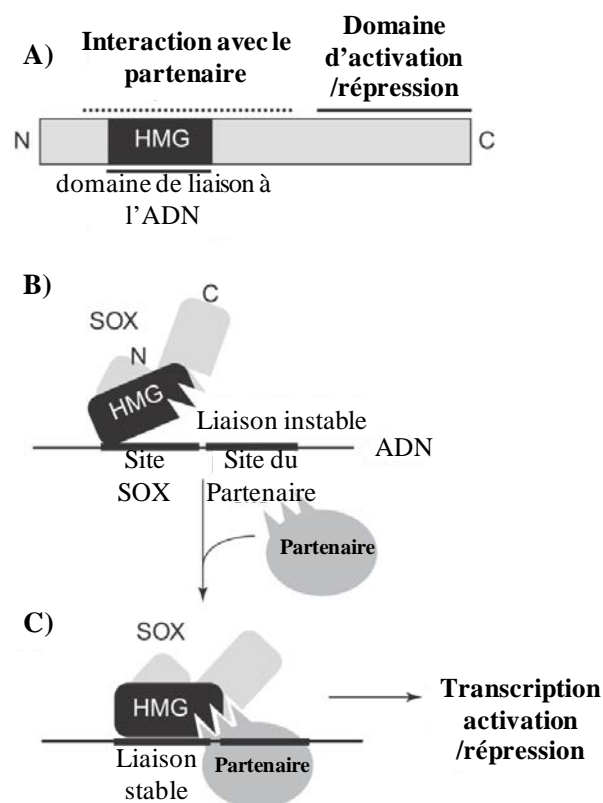 A)
Interaction avec le
partenaire
Domaine
d'activation
/répression
N
HMG
C
domaine de liaison à
l'ADN
B)
SOX
C
N
HMG
Liaison instable
ADN
Site
SOX
Site du
Partenaire
Partenaire
C)
SOX
HMG
Liaison
stable
Partenaire
Transcription
activation
/répression